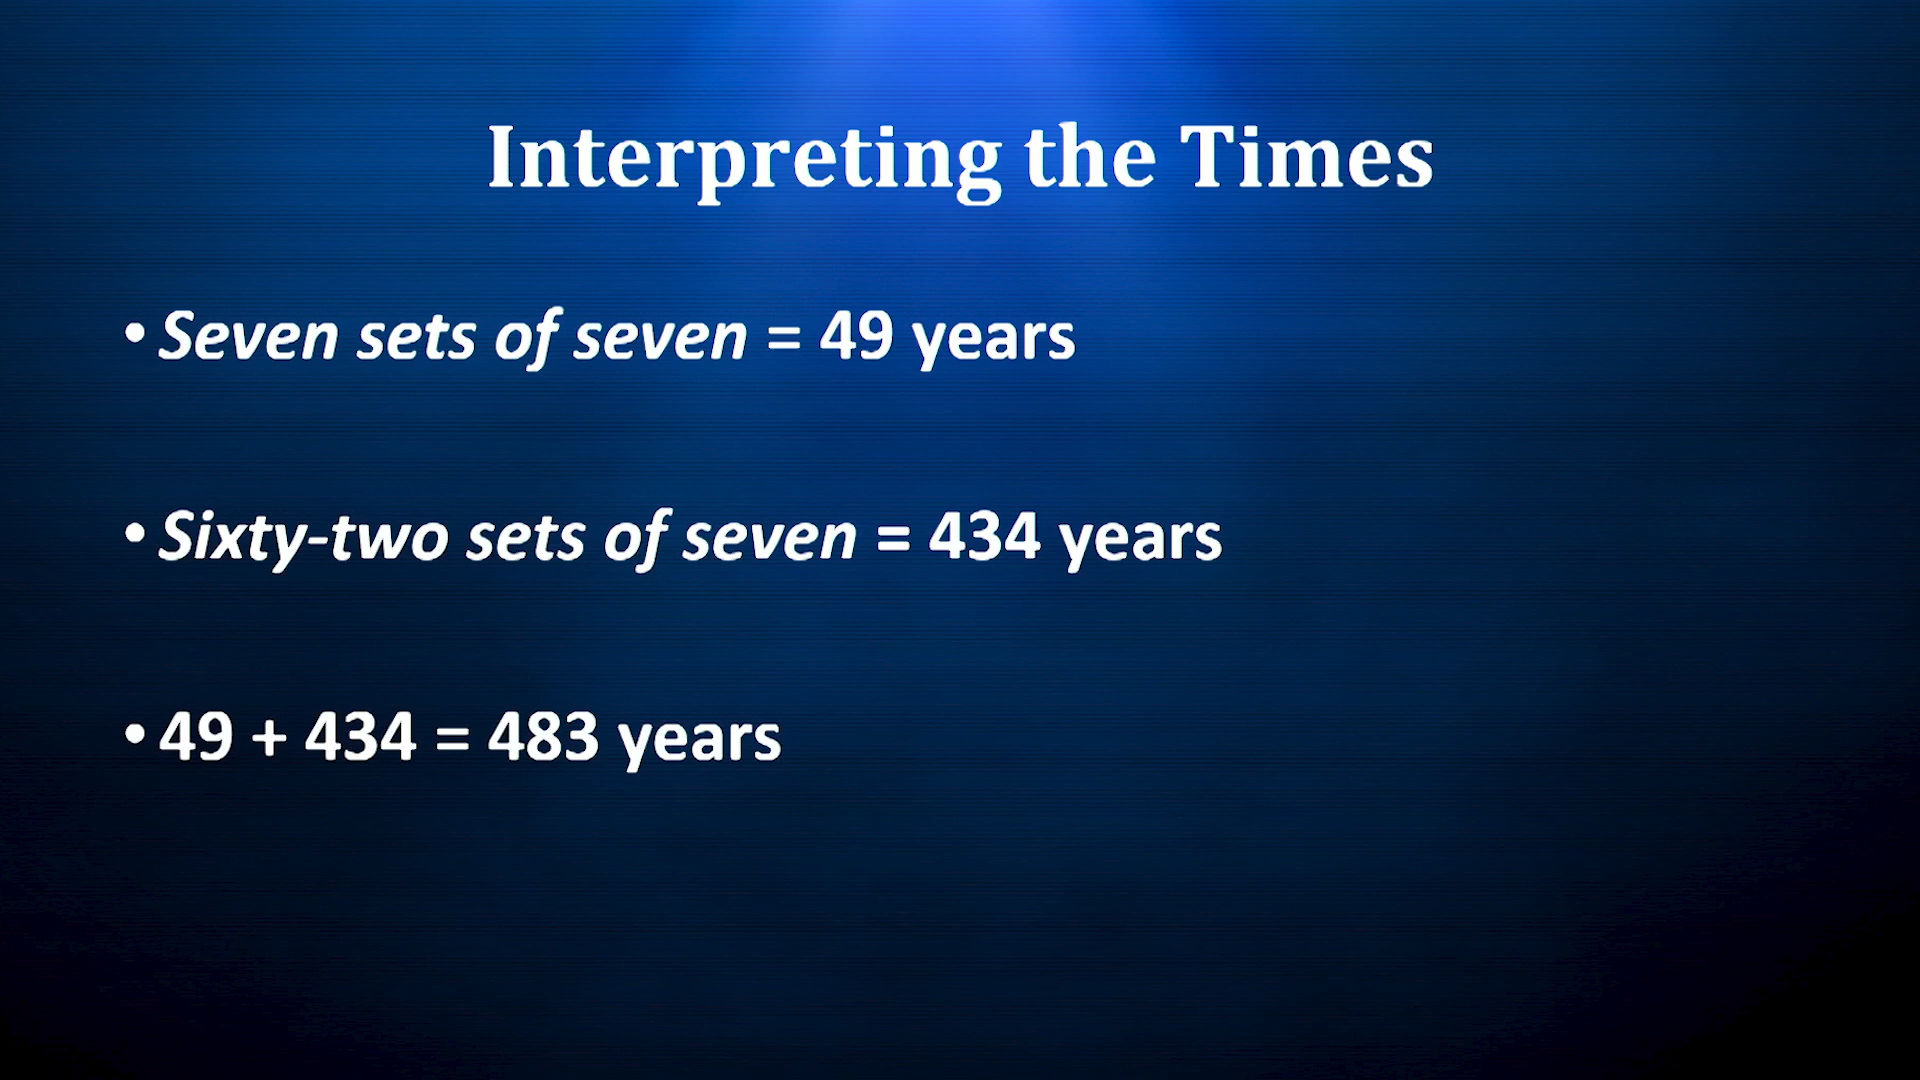 Interpreting the Times
• Seven sets of seven = 49 years
• Sixty-two sets of seven = 434 years
• 49 + 434 = 483 years